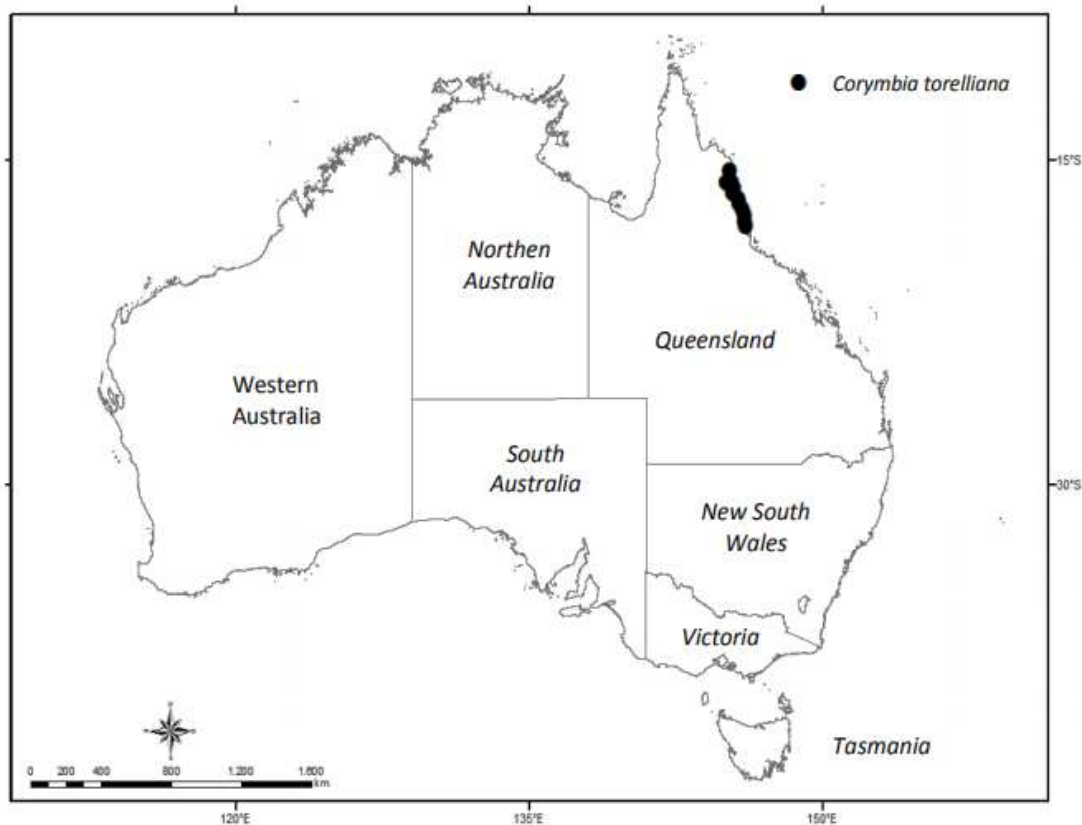 Corymbia torelliana
15°S
Northen
Australia
Queensland
Western
Australia
South
Australia
30°S
New South
Wales
Victoria
Tasmania
0 200 400 800 1.200 1.600
km
120°E 135°E 150°E